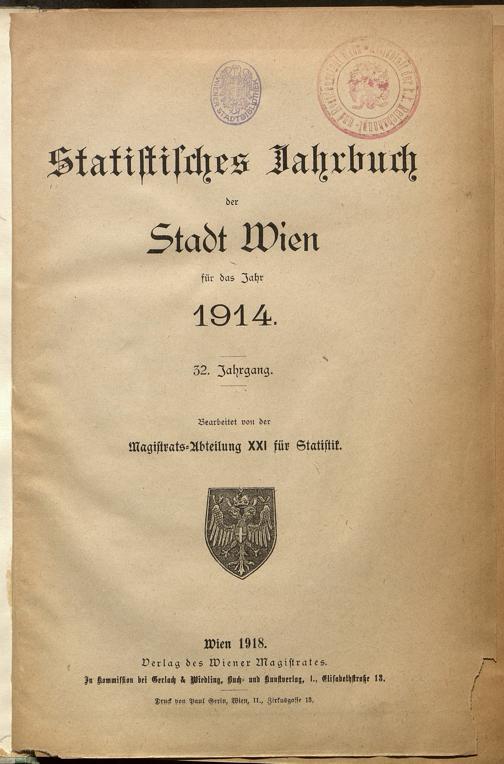 WIENER STADTBIBLIOTHEK
Statistisches Jahrbuch
der
Stadt Wien
für das Jahr
1914.
32. Jahrgang.
Bearbeitet von der
Magistrats-Abteilung XXI für Statistik.
Wien 1918.
Verlag des Wiener Magistrates.
In Kommission bei Gerlach & Wiedling, Buch- und Kunstverlag, I., Elisabethstraße 13.
Druck von Paul Gerin, Wien, II., Zirkusgasse 13.